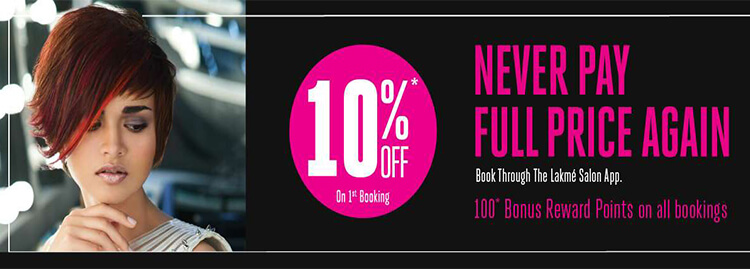 10%*
OFF
On 1st Booking
NEVER PAY
FULL PRICE AGAIN
Book Through The Lakmé Salon App.
100* Bonus Reward Points on all bookings